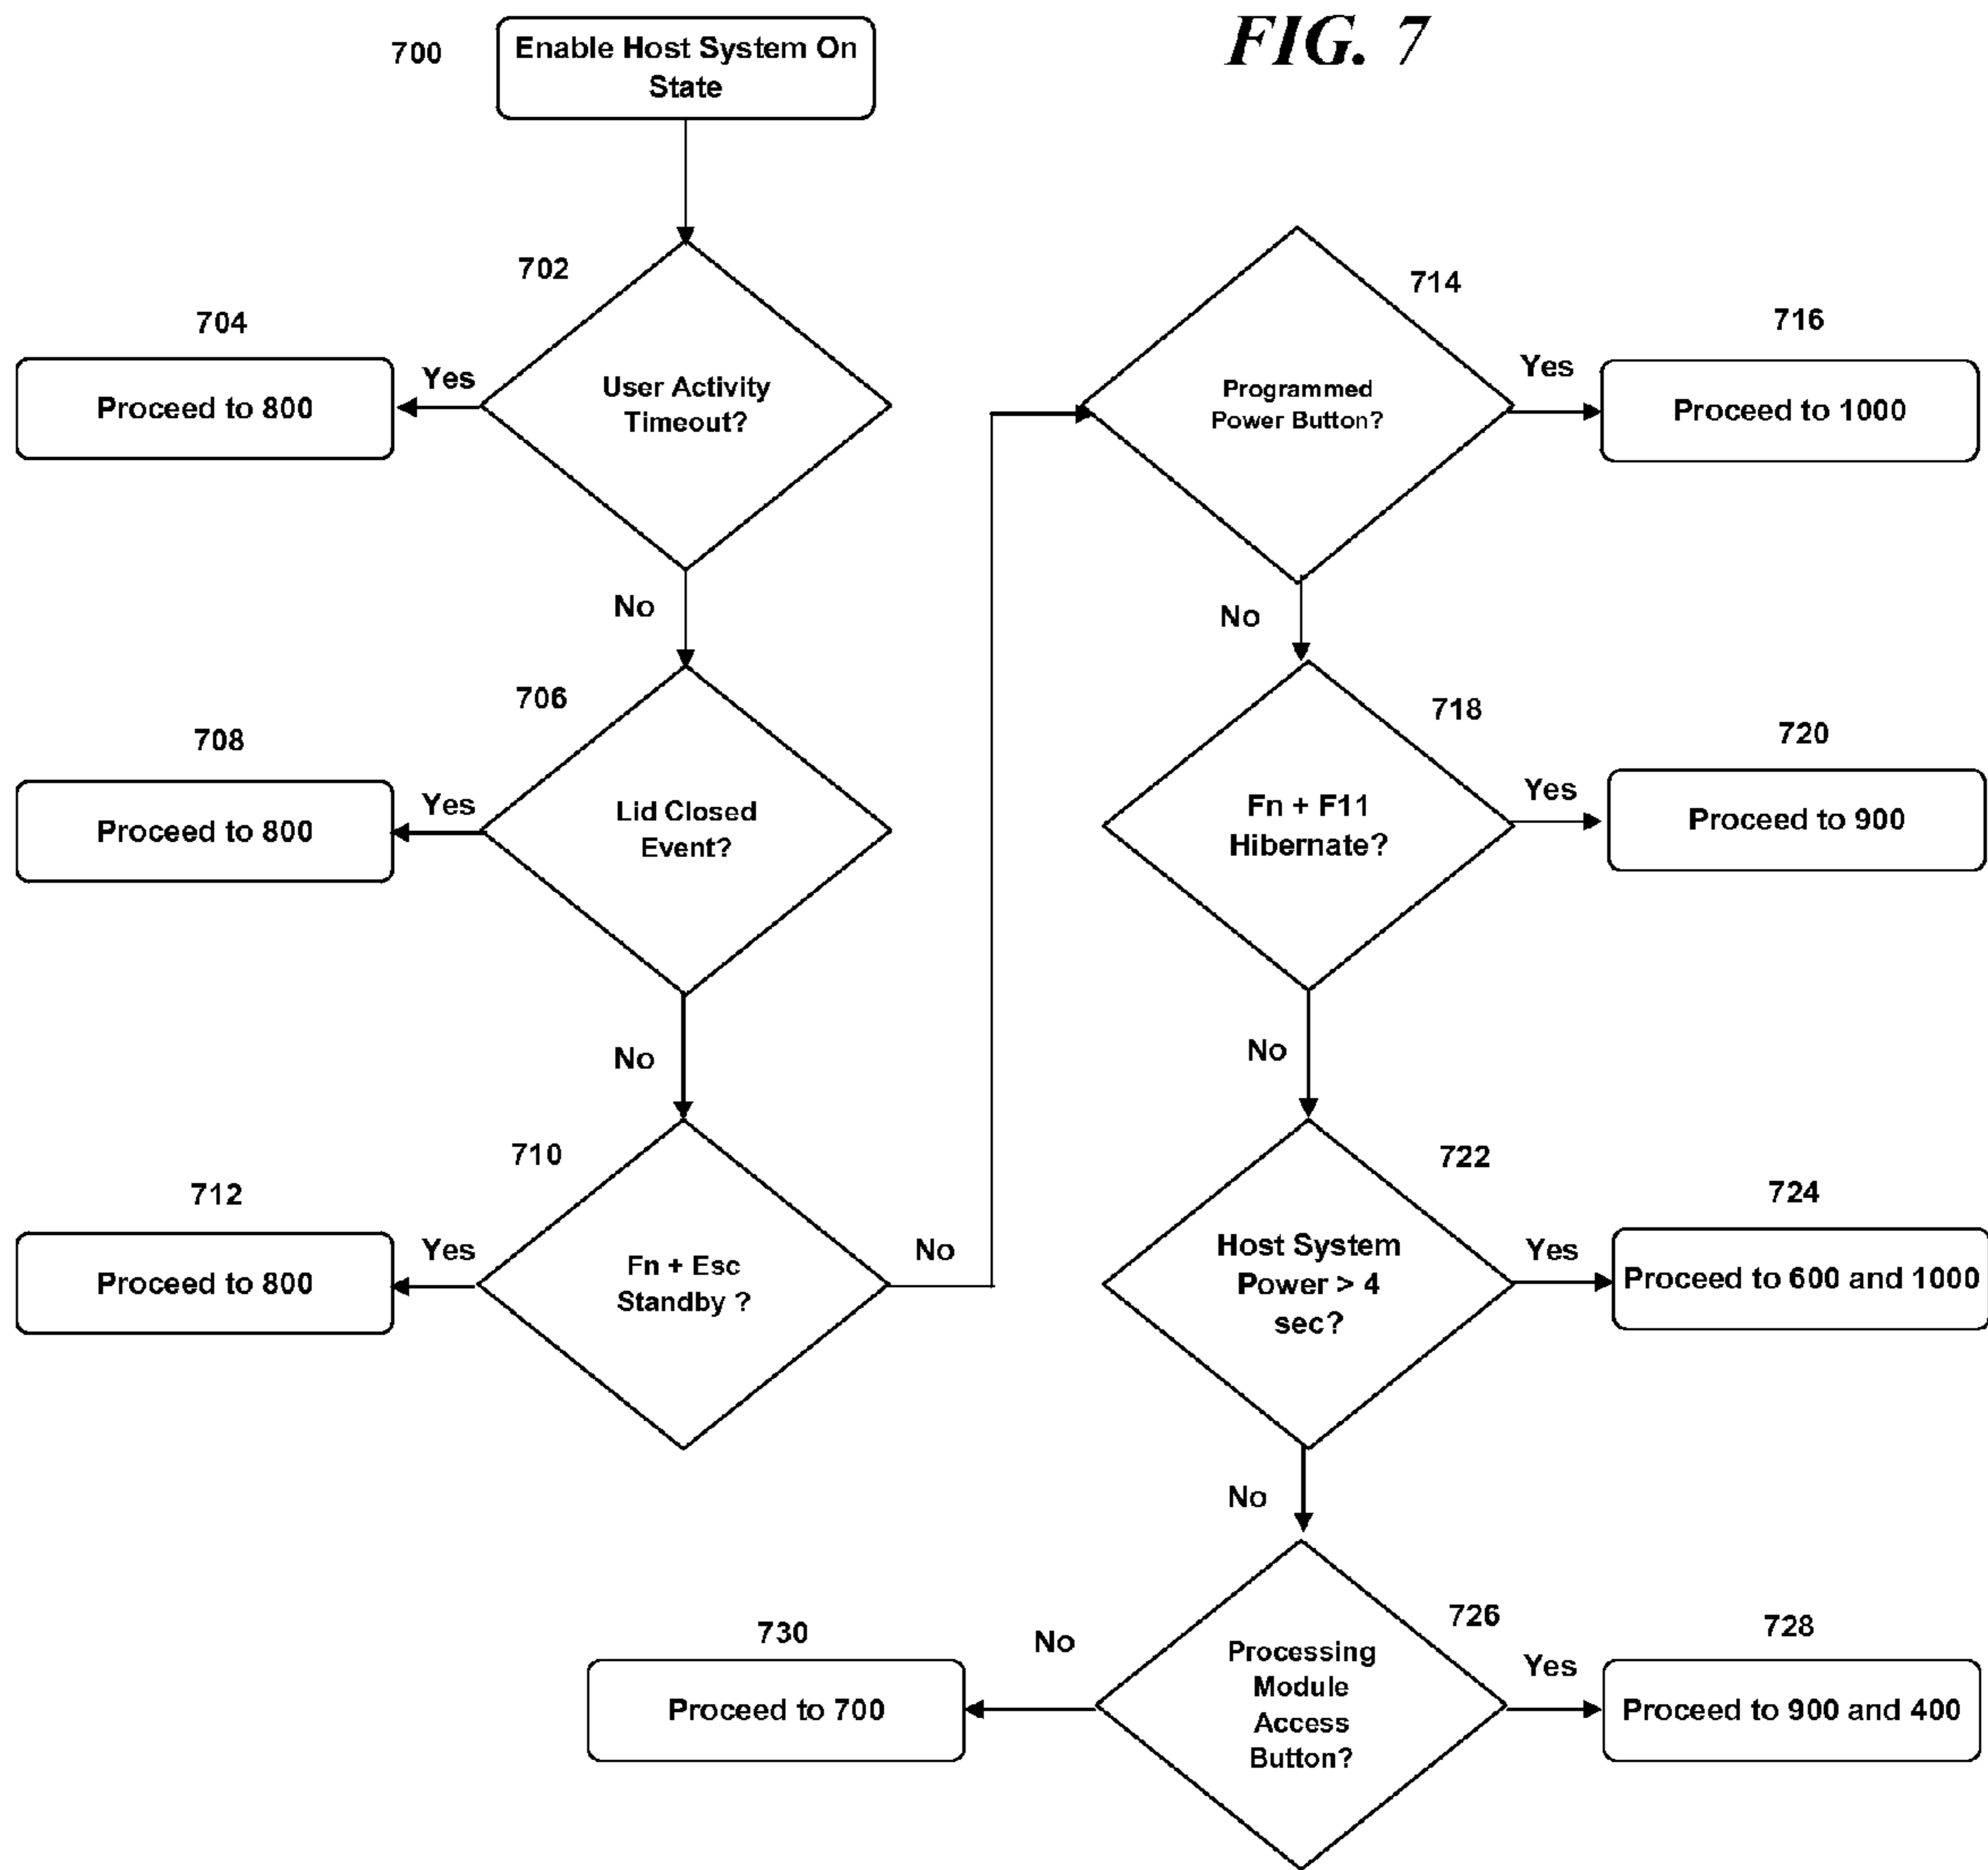 FIG. 7
700
Enable Host System On
State
702
User Activity
Timeout?
Yes
704
Proceed to 800
No
706
Lid Closed
Event?
Yes
708
Proceed to 800
No
710
Fn + Esc
Standby ?
Yes
712
Proceed to 800
No
714
Programmed
Power Button?
Yes
716
Proceed to 1000
No
718
Fn + F11
Hibernate?
Yes
720
Proceed to 900
No
722
Host System
Power > 4
sec?
Yes
724
Proceed to 600 and 1000
No
726
Processing
Module
Access
Button?
Yes
728
Proceed to 900 and 400
No
730
Proceed to 700